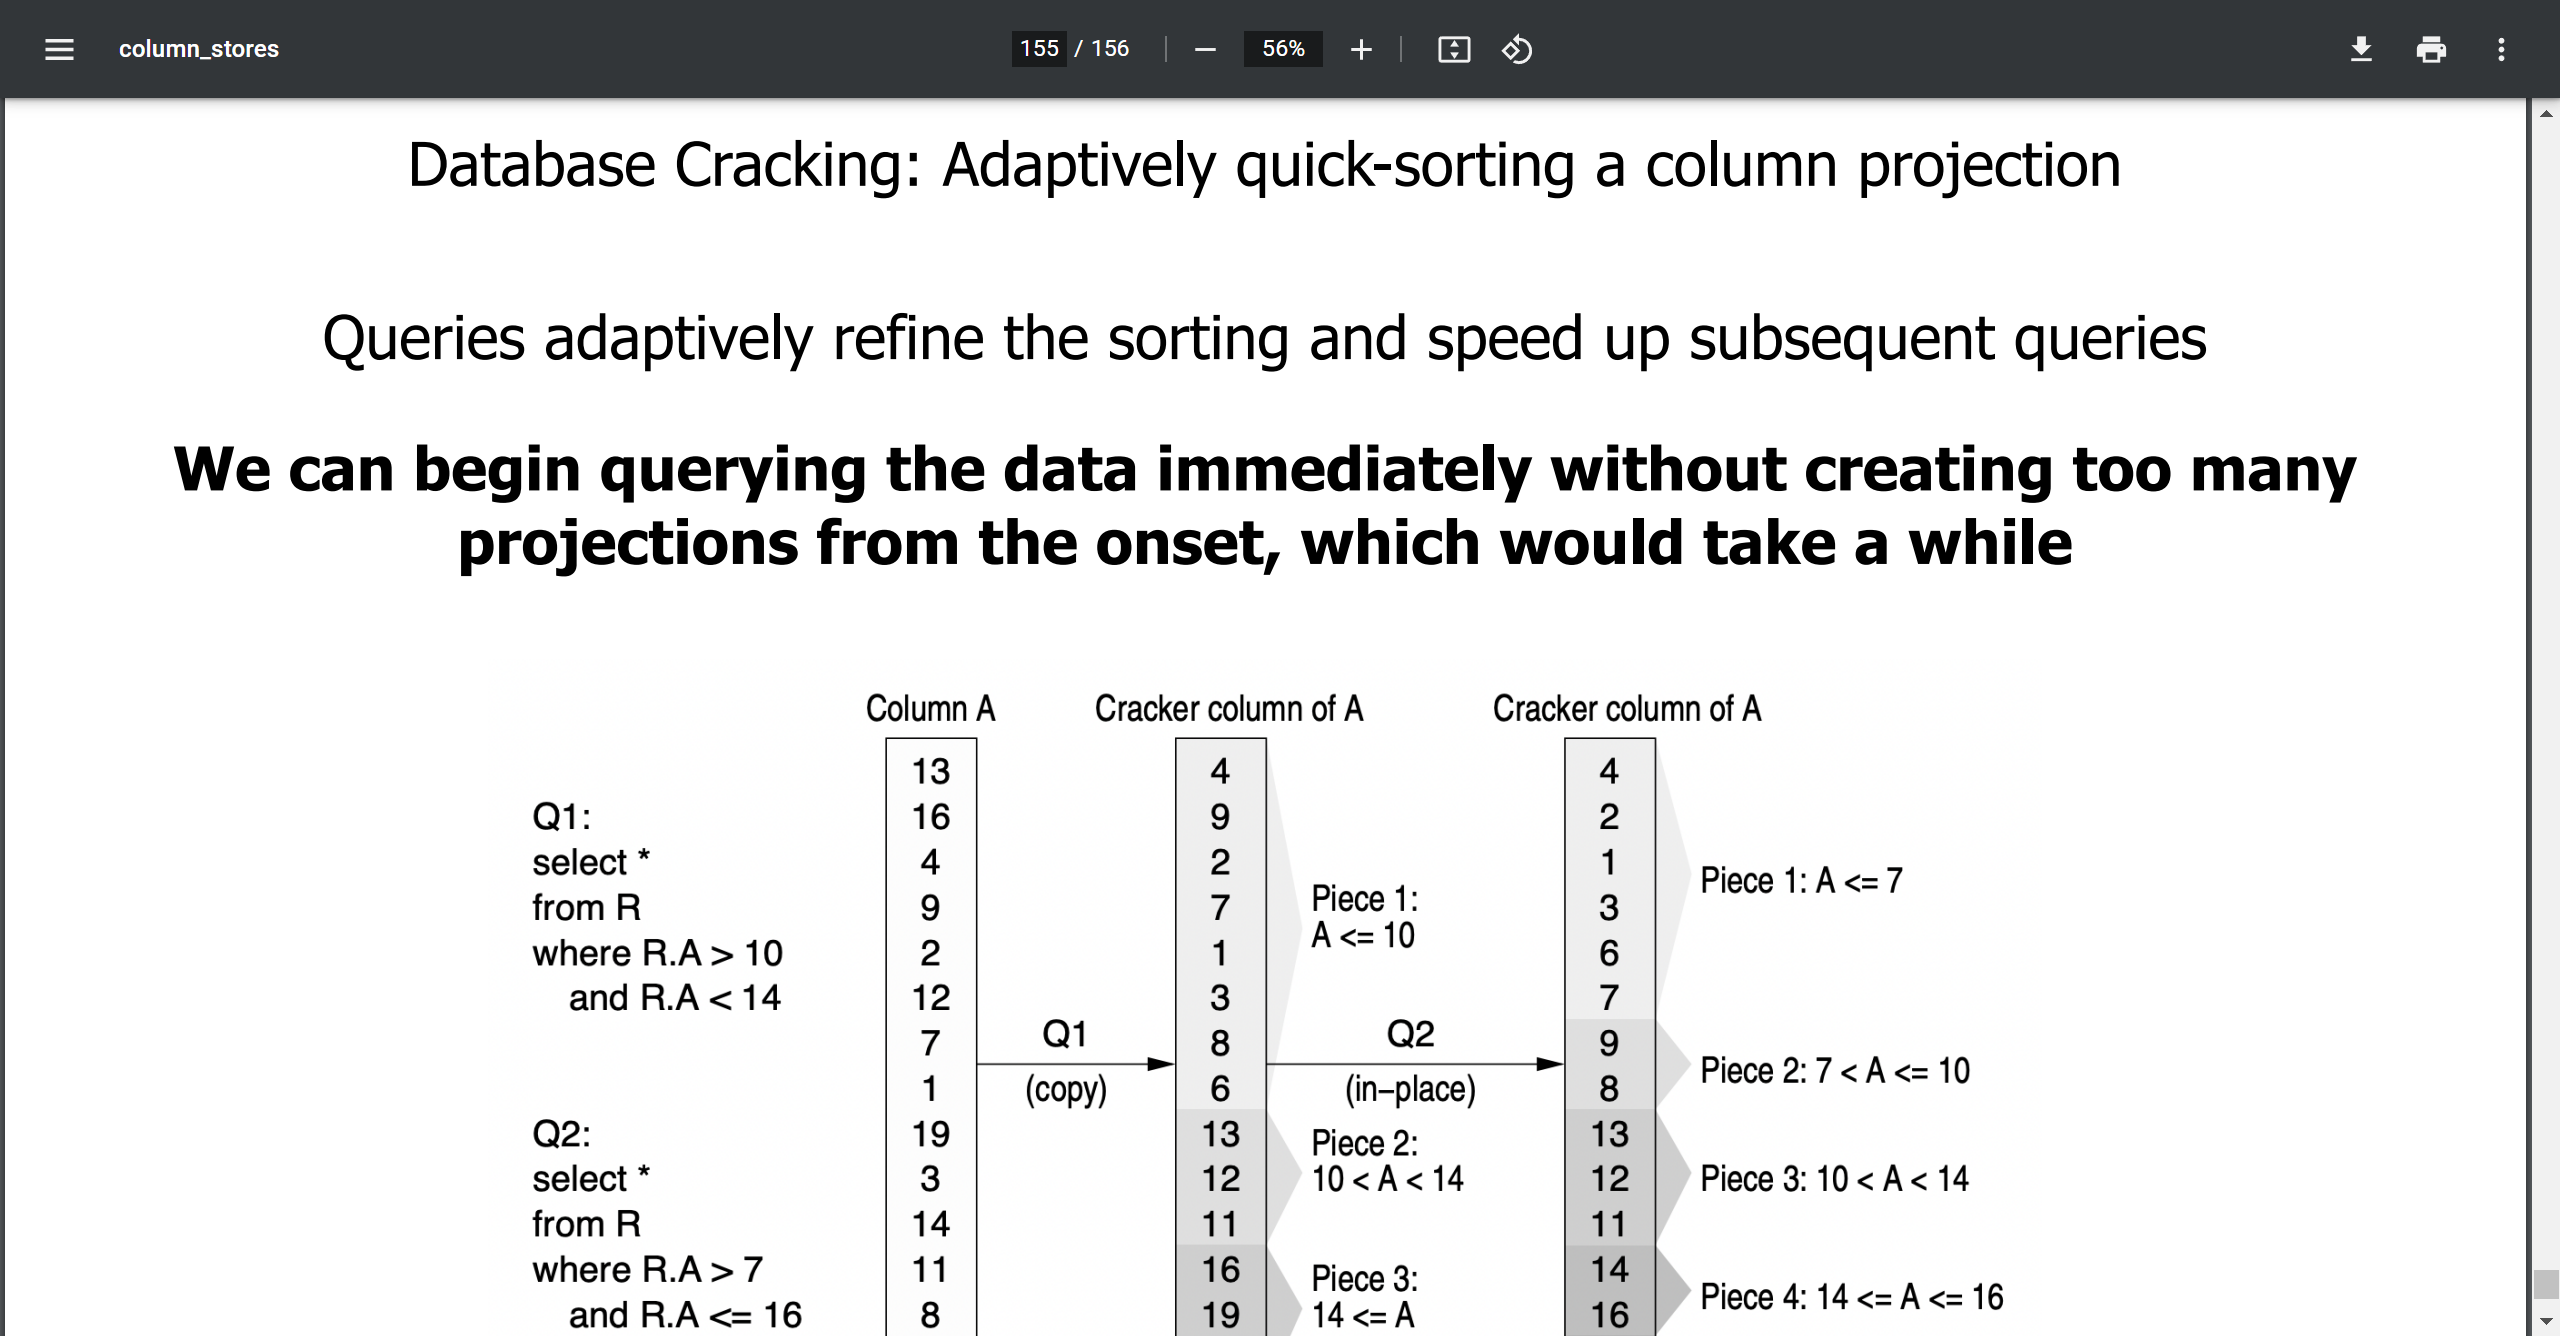 column_stores
155 / 156
56%
Database Cracking: Adaptively quick-sorting a column projection
Queries adaptively refine the sorting and speed up subsequent queries
We can begin querying the data immediately without creating too many
projections from the onset, which would take a while
Q1:
select *
from R
where R.A > 10
and R.A < 14
Q2:
select *
from R
where R.A > 7
and R.A <= 16
Column A
13
16
4
9
2
12
7
1
19
3
14
11
8
Q1
(copy)
Cracker column of A
4
9
2
7
1
3
8
6
13
12
11
16
19
Piece 1:
A <= 10
Piece 2:
10 < A < 14
Piece 3:
14 <= A
Q2
(in-place)
Cracker column of A
4
2
1
3
6
7
9
8
13
12
11
14
16
Piece 1: A <= 7
Piece 2: 7 < A <= 10
Piece 3: 10 < A < 14
Piece 4: 14 <= A <= 16